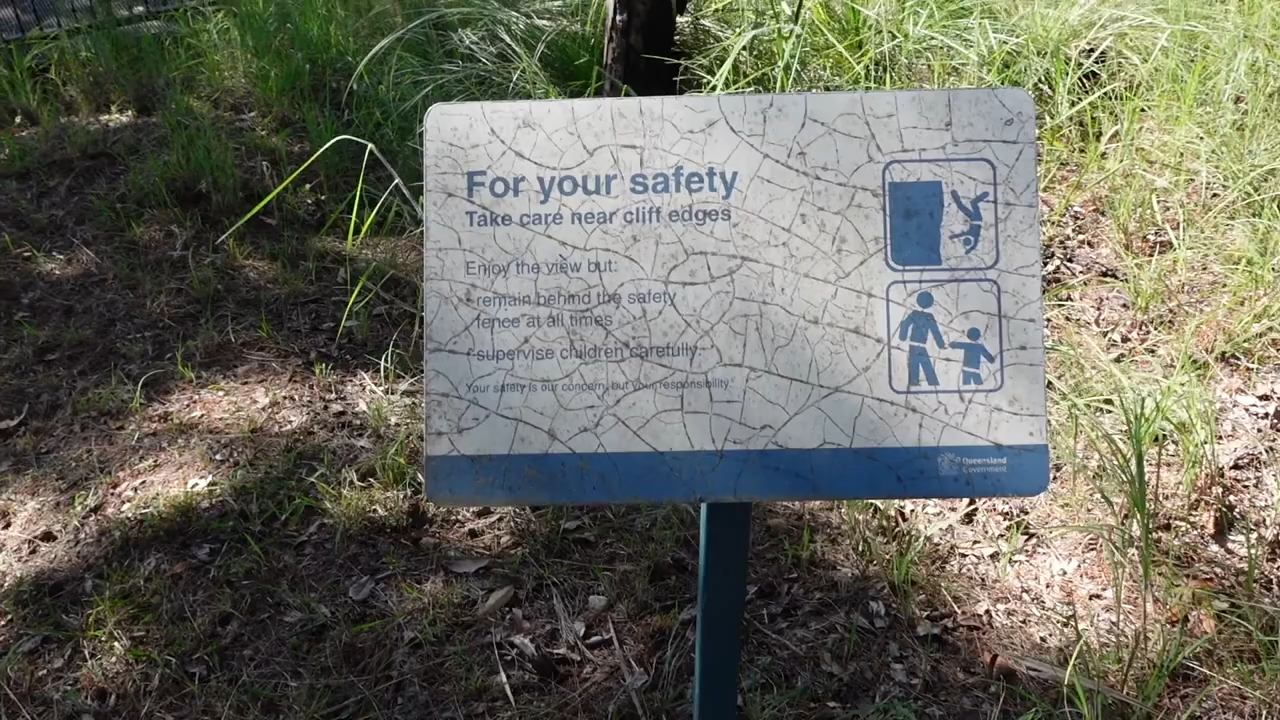 For your safety
Take care near cliff edges
Enjoy the view but:
- remain behind the safety
fence at all times
- supervise children carefully.
Your safety is our concern, but your responsibility.
Queensland
Government